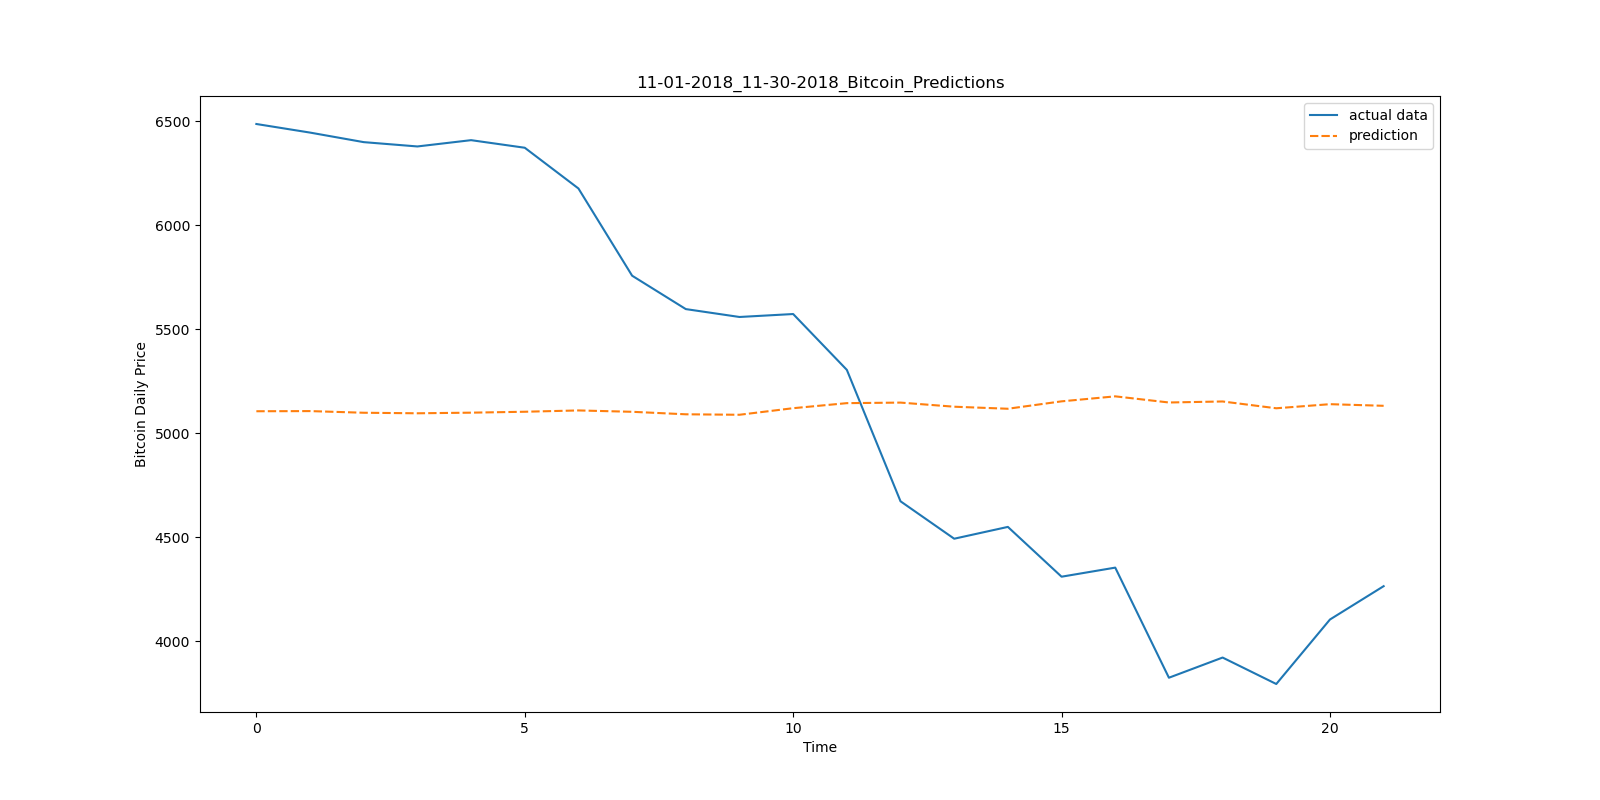 11-01-2018_11-30-2018_Bitcoin_Predictions
actual data
prediction
6500
6000
5500
5000
4500
4000
Bitcoin Daily Price
0 5 10 15 20
Time